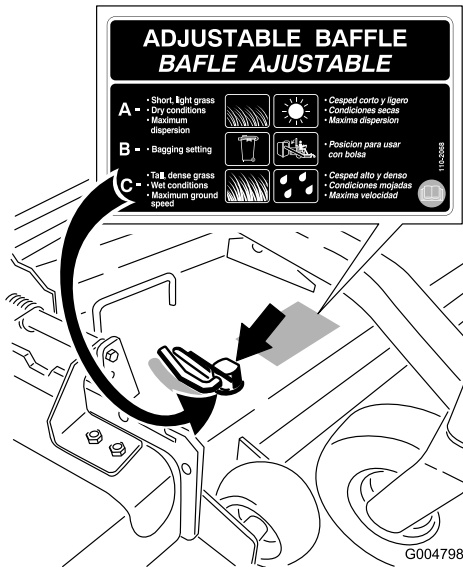 ADJUSTABLE BAFFLE
BAFLE AJUSTABLE
A -
• Short, light grass
• Dry conditions
• Maximum
dispersion
• Cesped corto y ligero
• Condiciones secas
• Maxima dispersion
B -
• Bagging setting
• Posicion para usar
con bolsa
C -
• Tall, dense grass
• Wet conditions
• Maximum ground
speed
• Cesped alto y denso
• Condiciones mojadas
• Maxima velocidad
110-2068
G004798